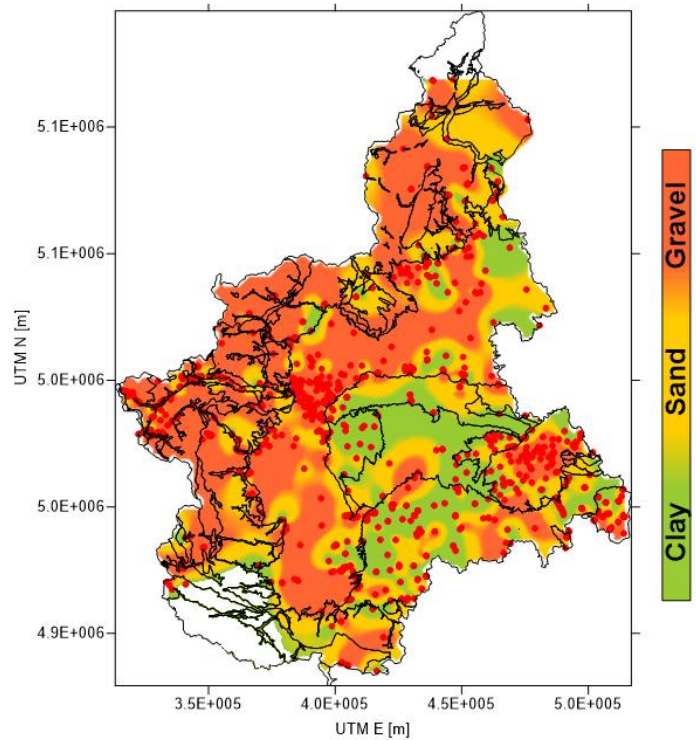 5.1E+006
5.1E+006
5.0E+006
5.0E+006
4.9E+006
UTM N [m]
3.5E+005
4.0E+005
4.5E+005
5.0E+005
UTM E [m]
Gravel
Sand
Clay